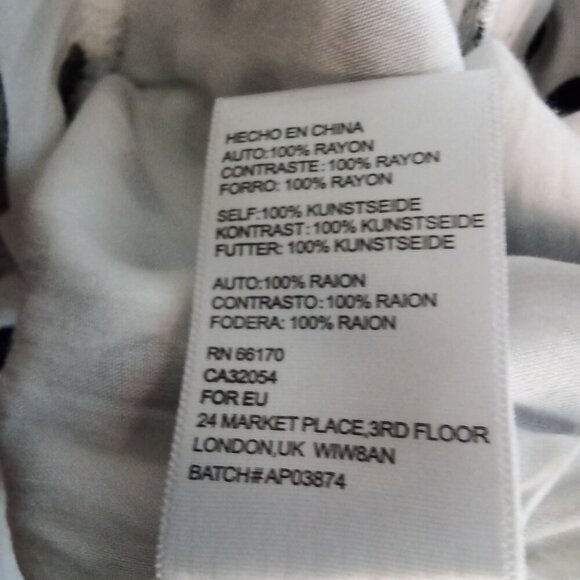 HECHO EN CHINA
AUTO:100% RAYON
CONTRASTE:100% RAYON
FORRO: 100% RAYON
SELF:100% KUNSTSEIDE
KONTRAST:100% KUNSTSEIDE
FUTTER: 100% KUNSTSEIDE
AUTO:100% RAION
CONTRASTO:100% RAION
FODERA: 100% RAION
RN 66170
CA32054
FOR EU
24 MARKET PLACE,3RD FLOOR
LONDON,UK WIW8AN
BATCH#AP03874